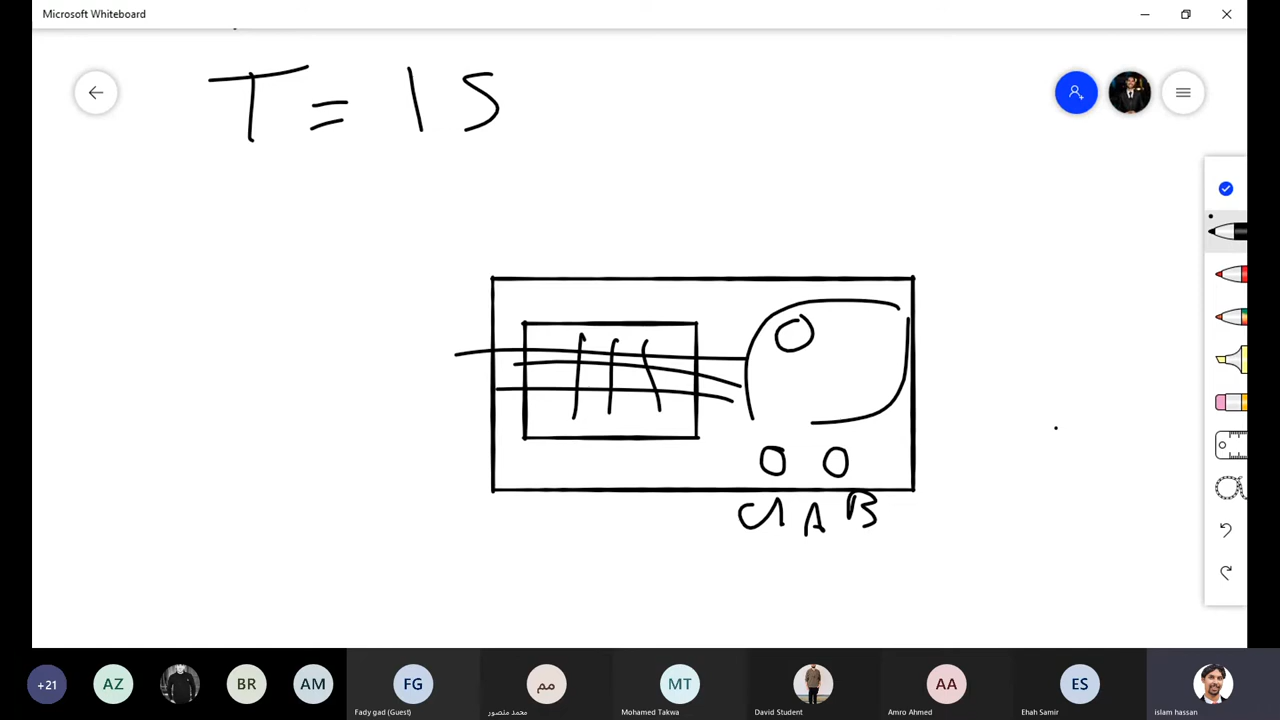 Microsoft Whiteboard
T = 1 S
CH A B
+21
AZ
BR
AM
FG
Fady gad (Guest)
مم
محمد منصور
MT
Mohamed Takwa
David Student
AA
Amro Ahmed
ES
Ehab Samir
islam hassan